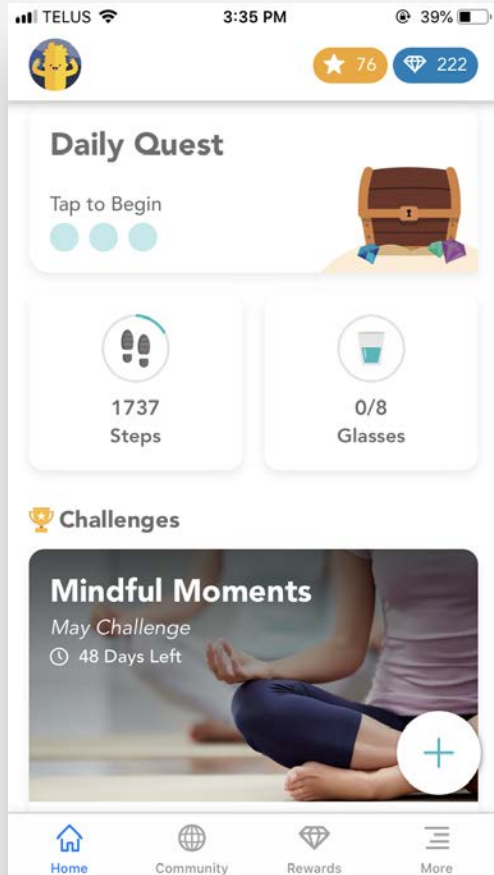 TELUS 3:35 PM 39%
76 222
Daily Quest
Tap to Begin
1737
Steps
0/8
Glasses
Challenges
Mindful Moments
May Challenge
48 Days Left
Home Community Rewards More